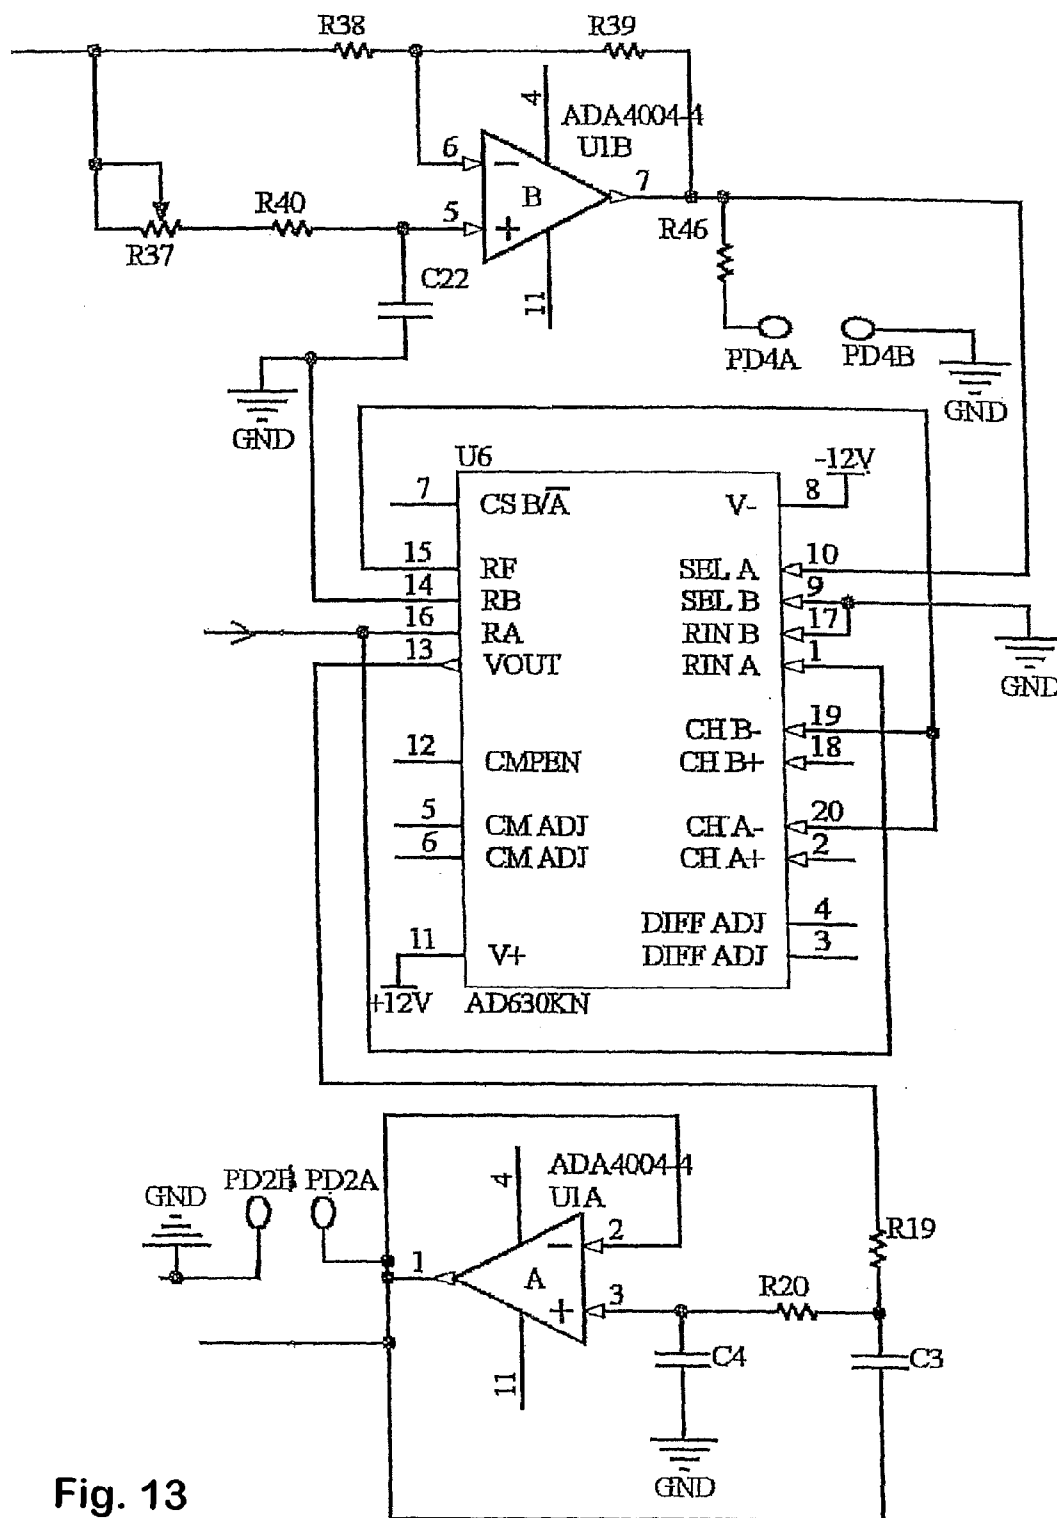 R38 R39
4 ADA4004-4
U1B
6 − B 7
R40 5 + R46
R37
C22
11
PD4A PD4B
GND GND
U6
-12V
7 CSB/A V- 8
15 RF SEL A 10
14 RB SEL B 9
16 RA RIN B 17
13 VOUT RIN A 1
GND
CH B- 19
12 CMPEN CH B+ 18
5 CM ADJ CH A- 20
6 CM ADJ CH A+ 2
DIFF ADJ 4
11 V+ DIFF ADJ 3
+12V AD630KN
4 ADA4004-4
U1A
GND PD2B PD2A
− 2 R19
1 A
+ 3 R20
C4 C3
11
GND
Fig. 13